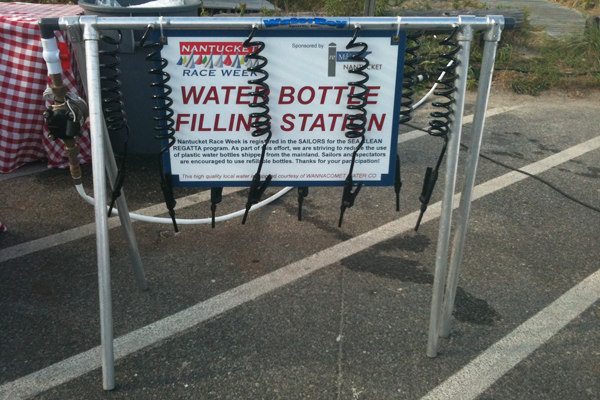 WaterBoy
NANTUCKET
RACE WEEK
Sponsored by
NANTUCKET
WATER BOTTLE
FILLING STATION
Nantucket Race Week is registered in the SAILORS for the SEA CLEAN
REGATTA program. As part of this effort, we are striving to reduce the use
of plastic water bottles shipped from the mainland. Sailors and spectators
are encouraged to use refillable bottles. Thanks for your participation!
This high quality local water is courtesy of WANNACOMET WATER CO.